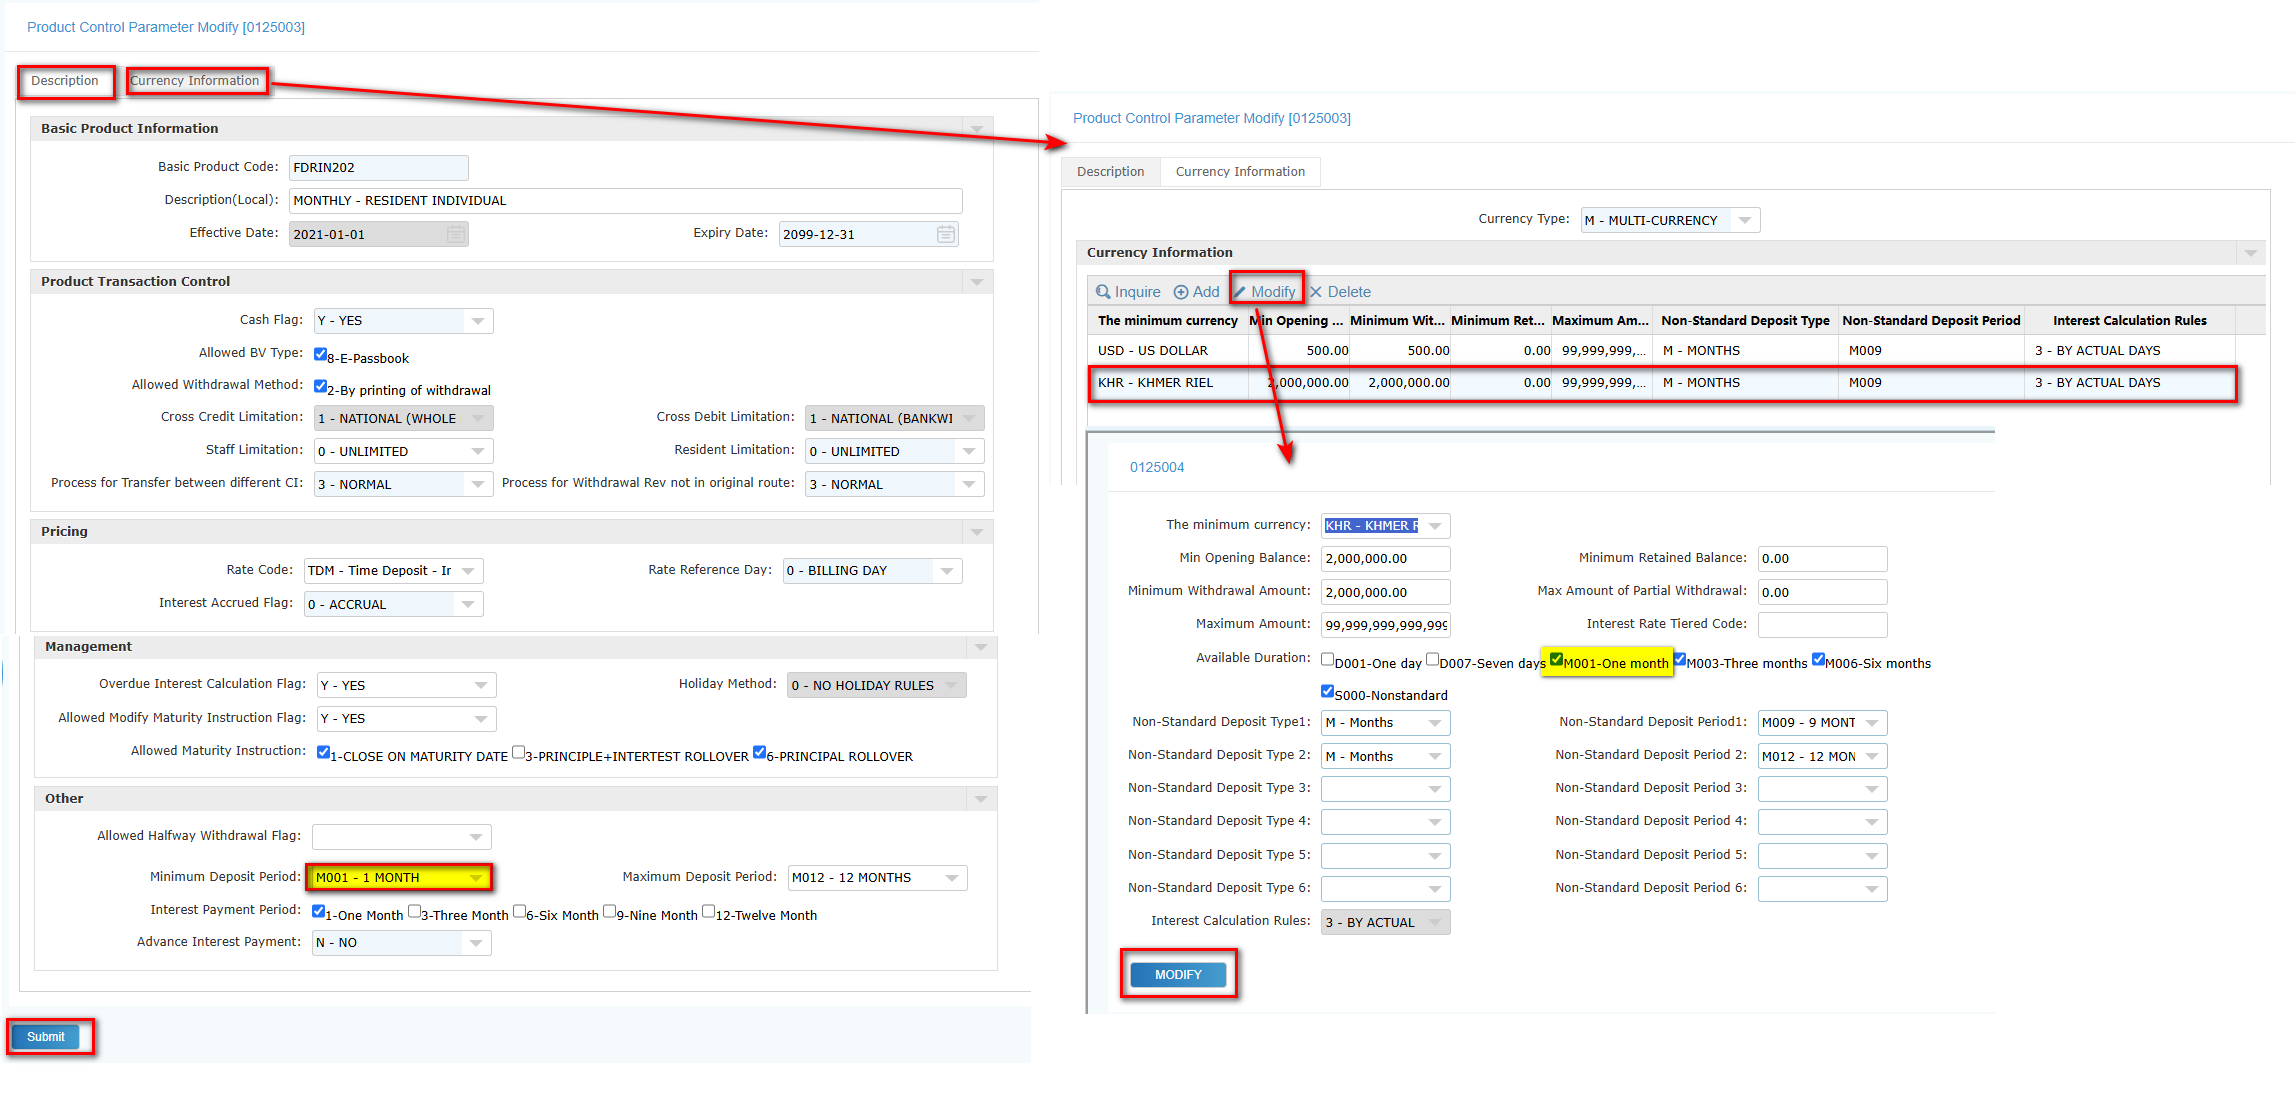 Product Control Parameter Modify [0125003]
Description
Currency Information
Basic Product Information
Basic Product Code: FDRIN202
Description(Local): MONTHLY - RESIDENT INDIVIDUAL
Effective Date: 2021-01-01 Expiry Date: 2099-12-31
Product Transaction Control
Cash Flag: Y - YES
Allowed BV Type: 8-E-Passbook
Allowed Withdrawal Method: 2-By printing of withdrawal
Cross Credit Limitation: 1 - NATIONAL (WHOLE Cross Debit Limitation: 1 - NATIONAL (BANKWI
Staff Limitation: 0 - UNLIMITED Resident Limitation: 0 - UNLIMITED
Process for Transfer between different CI: 3 - NORMAL Process for Withdrawal Rev not in original route: 3 - NORMAL
Pricing
Rate Code: TDM - Time Deposit - Ir Rate Reference Day: 0 - BILLING DAY
Interest Accrued Flag: 0 - ACCRUAL
Management
Overdue Interest Calculation Flag: Y - YES Holiday Method: 0 - NO HOLIDAY RULES
Allowed Modify Maturity Instruction Flag: Y - YES
Allowed Maturity Instruction: 1-CLOSE ON MATURITY DATE 3-PRINCIPLE+INTERTEST ROLLOVER 6-PRINCIPAL ROLLOVER
Other
Allowed Halfway Withdrawal Flag:
Minimum Deposit Period: M001 - 1 MONTH Maximum Deposit Period: M012 - 12 MONTHS
Interest Payment Period: 1-One Month 3-Three Month 6-Six Month 9-Nine Month 12-Twelve Month
Advance Interest Payment: N - NO
Submit
Product Control Parameter Modify [0125003]
Description Currency Information
Currency Type: M - MULTI-CURRENCY
Currency Information
Inquire Add Modify Delete
The minimum currency Min Opening ... Minimum Wit... Minimum Ret... Maximum Am... Non-Standard Deposit Type Non-Standard Deposit Period Interest Calculation Rules
USD - US DOLLAR 500.00 500.00 0.00 99,999,999,... M - MONTHS M009 3 - BY ACTUAL DAYS
KHR - KHMER RIEL 2,000,000.00 2,000,000.00 0.00 99,999,999,... M - MONTHS M009 3 - BY ACTUAL DAYS
0125004
The minimum currency: KHR - KHMER R
Min Opening Balance: 2,000,000.00 Minimum Retained Balance: 0.00
Minimum Withdrawal Amount: 2,000,000.00 Max Amount of Partial Withdrawal: 0.00
Maximum Amount: 99,999,999,999,999 Interest Rate Tiered Code:
Available Duration: D001-One day D007-Seven days M001-One month M003-Three months M006-Six months
S000-Nonstandard
Non-Standard Deposit Type1: M - Months Non-Standard Deposit Period1: M009 - 9 MONT
Non-Standard Deposit Type 2: M - Months Non-Standard Deposit Period 2: M012 - 12 MON
Non-Standard Deposit Type 3: Non-Standard Deposit Period 3:
Non-Standard Deposit Type 4: Non-Standard Deposit Period 4:
Non-Standard Deposit Type 5: Non-Standard Deposit Period 5:
Non-Standard Deposit Type 6: Non-Standard Deposit Period 6:
Interest Calculation Rules: 3 - BY ACTUAL
MODIFY